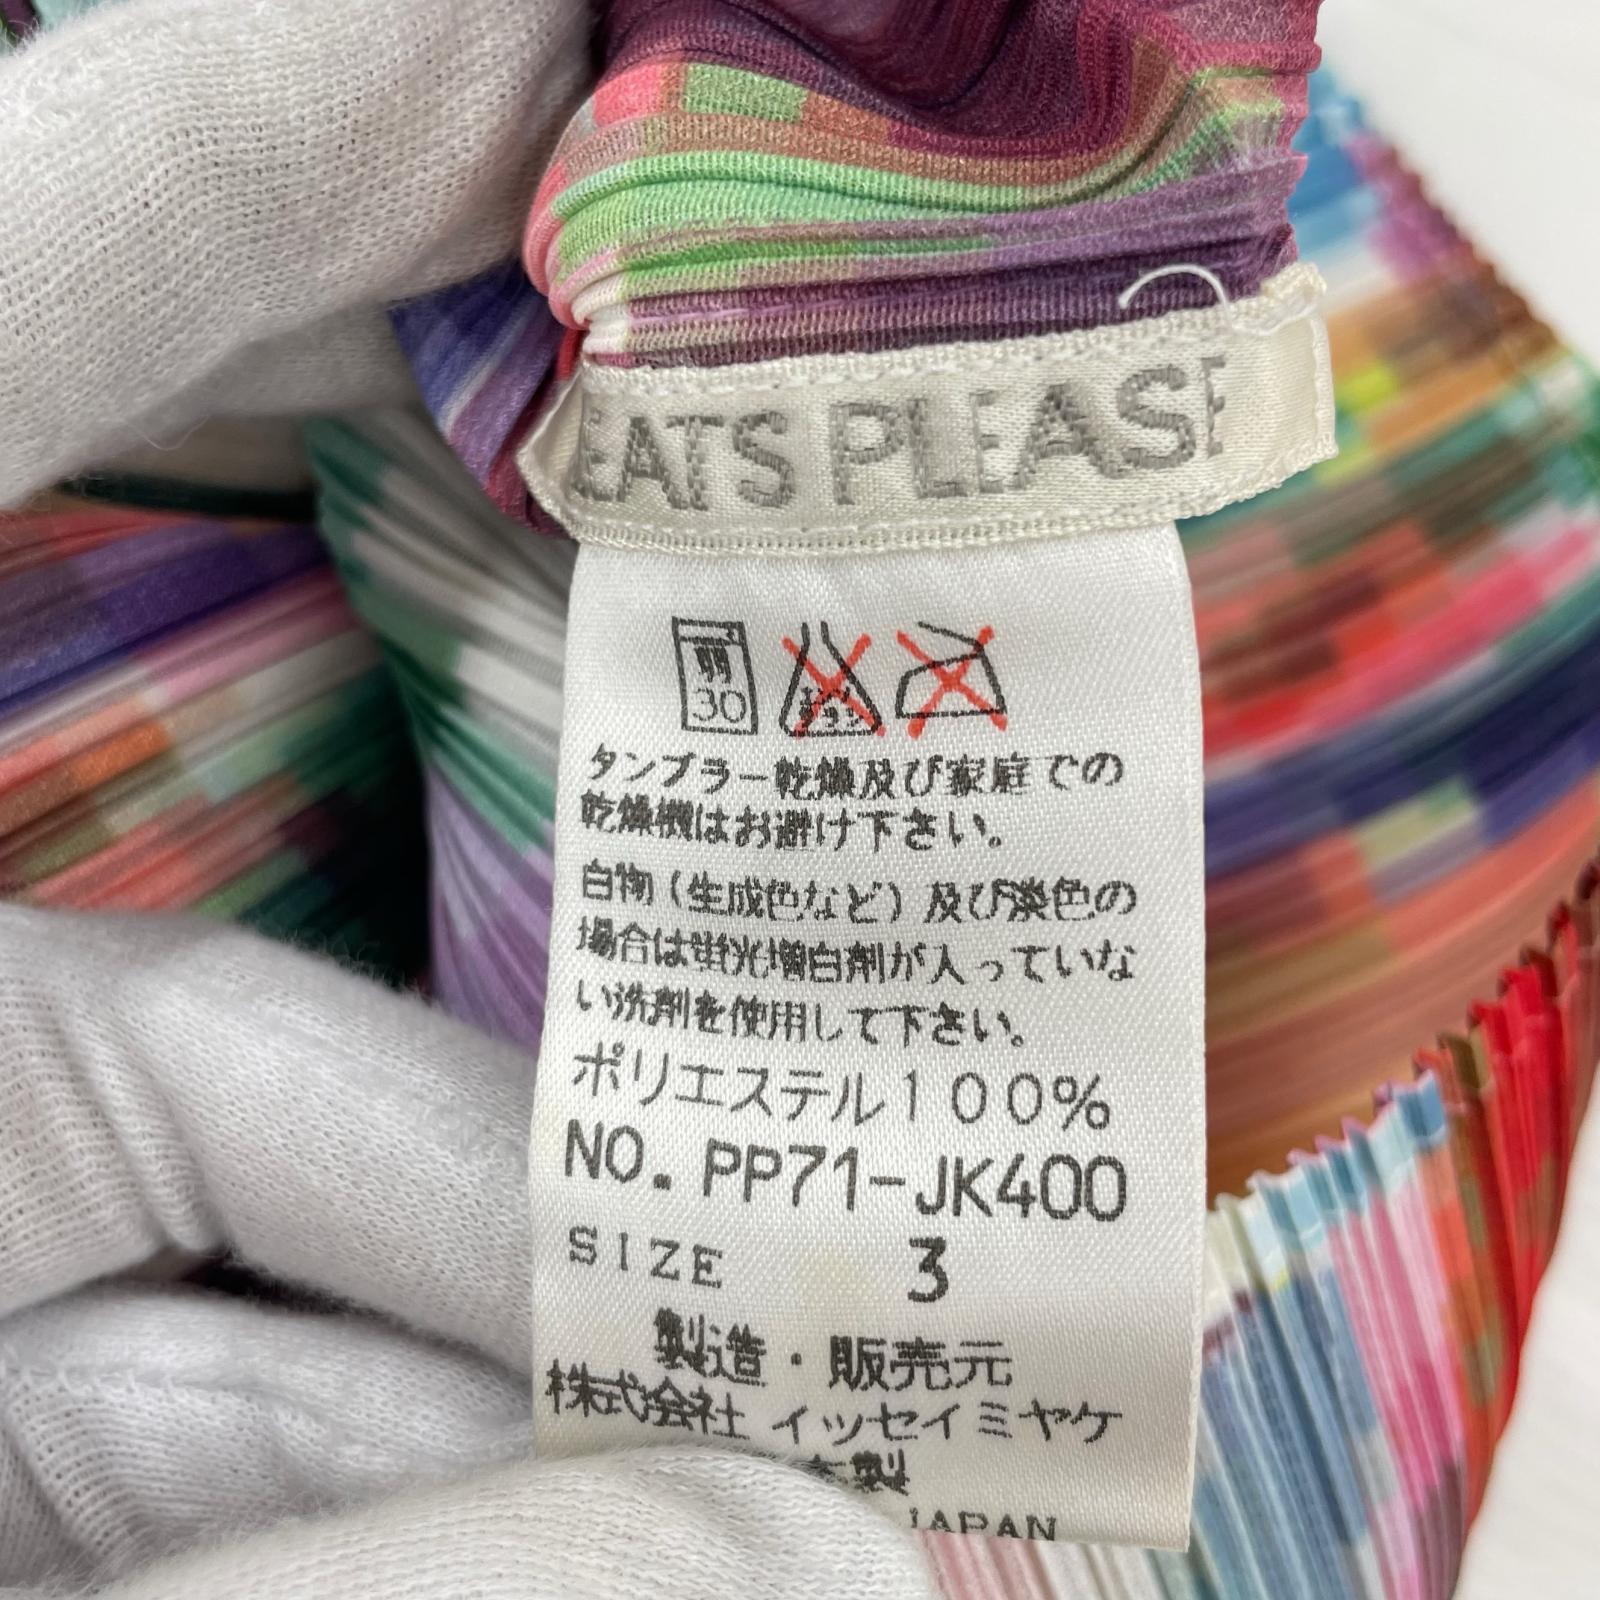 EATS PLEASE
弱
30
タンブラー乾燥及び家庭での
乾燥機はお避け下さい。
白物（生成色など）及び淡色の
場合は蛍光増白剤が入っていな
い洗剤を使用して下さい。
ポリエステル100%
NO. PP71-JK400
SIZE 3
製造・販売元
株式会社 イッセイミヤケ
製
JAPAN